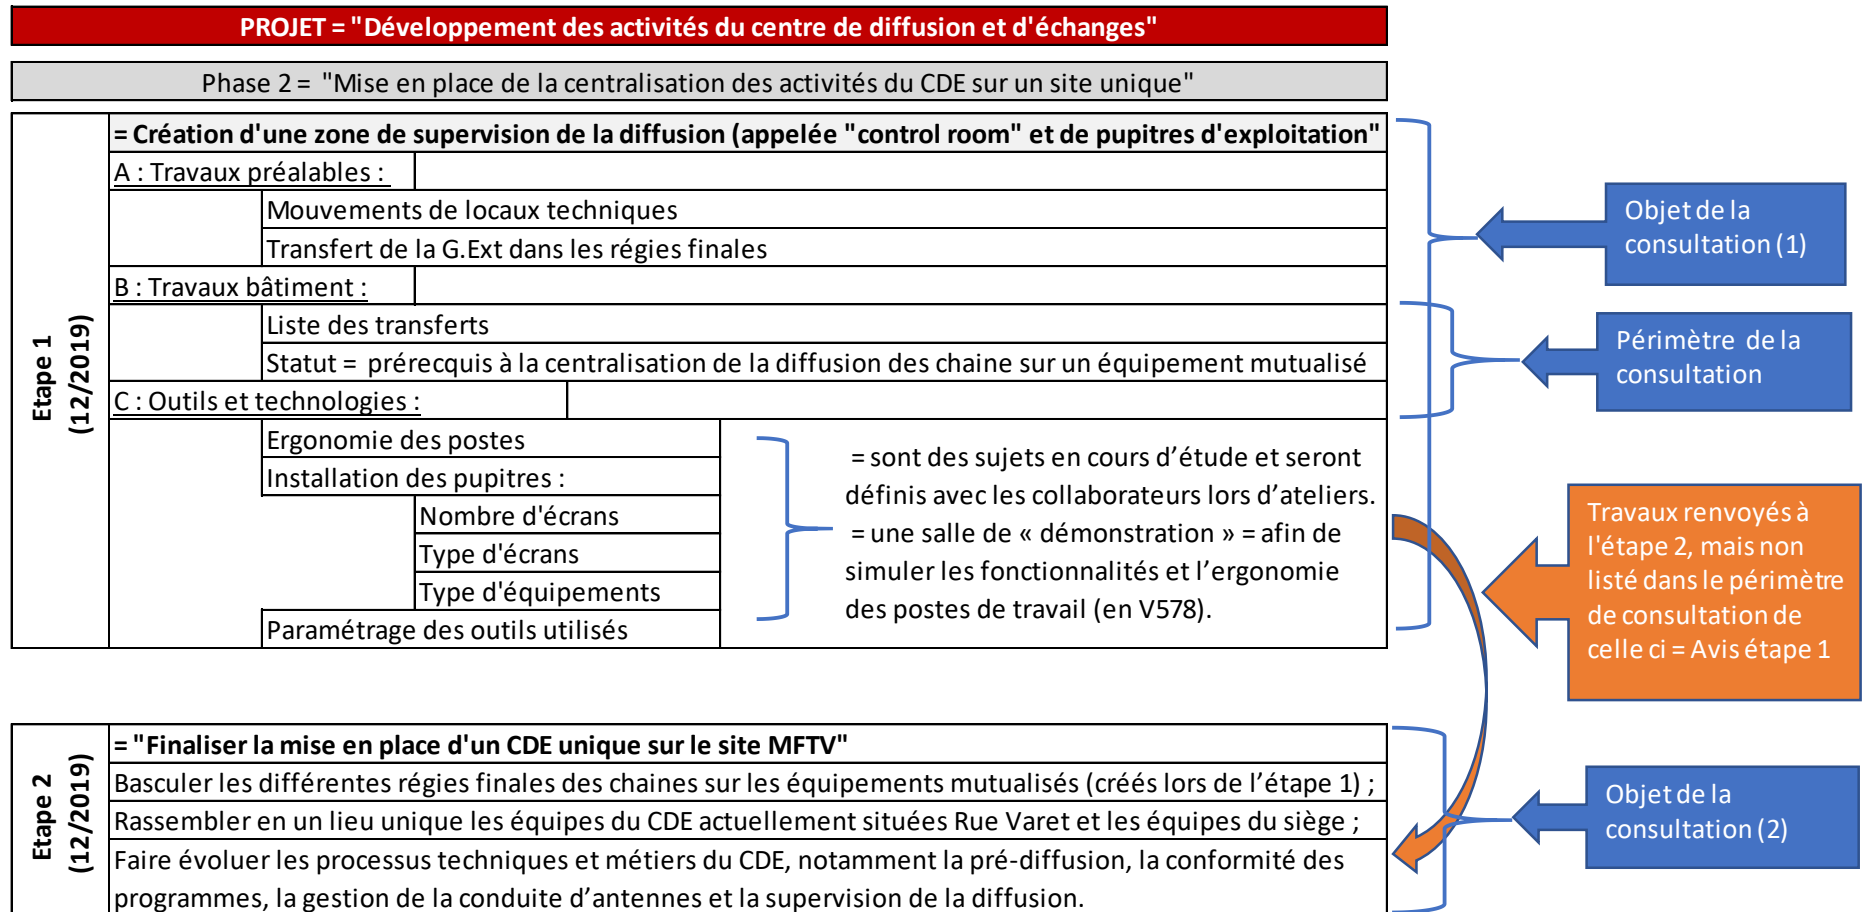 PROJET = "Développement des activités du centre de diffusion et d'échanges"
Phase 2 = "Mise en place de la centralisation des activités du CDE sur un site unique"
Etape 1
(12/2019)
= Création d'une zone de supervision de la diffusion (appelée "control room" et de pupitres d'exploitation"
A : Travaux préalables :
Mouvements de locaux techniques
Transfert de la G.Ext dans les régies finales
B : Travaux bâtiment :
Liste des transferts
Statut = prérecquis à la centralisation de la diffusion des chaine sur un équipement mutualisé
C : Outils et technologies :
Ergonomie des postes
Installation des pupitres :
Nombre d'écrans
Type d'écrans
Type d'équipements
Paramétrage des outils utilisés
= sont des sujets en cours d'étude et seront
définis avec les collaborateurs lors d'ateliers.
= une salle de « démonstration » = afin de
simuler les fonctionnalités et l'ergonomie
des postes de travail (en V578).
Objet de la
consultation (1)
Périmètre de la
consultation
Travaux renvoyés à
l'étape 2, mais non
listé dans le périmètre
de consultation de
celle ci = Avis étape 1
Etape 2
(12/2019)
= "Finaliser la mise en place d'un CDE unique sur le site MFTV"
Basculer les différentes régies finales des chaines sur les équipements mutualisés (créés lors de l'étape 1) ;
Rassembler en un lieu unique les équipes du CDE actuellement situées Rue Varet et les équipes du siège ;
Faire évoluer les processus techniques et métiers du CDE, notamment la pré-diffusion, la conformité des
programmes, la gestion de la conduite d'antennes et la supervision de la diffusion.
Objet de la
consultation (2)